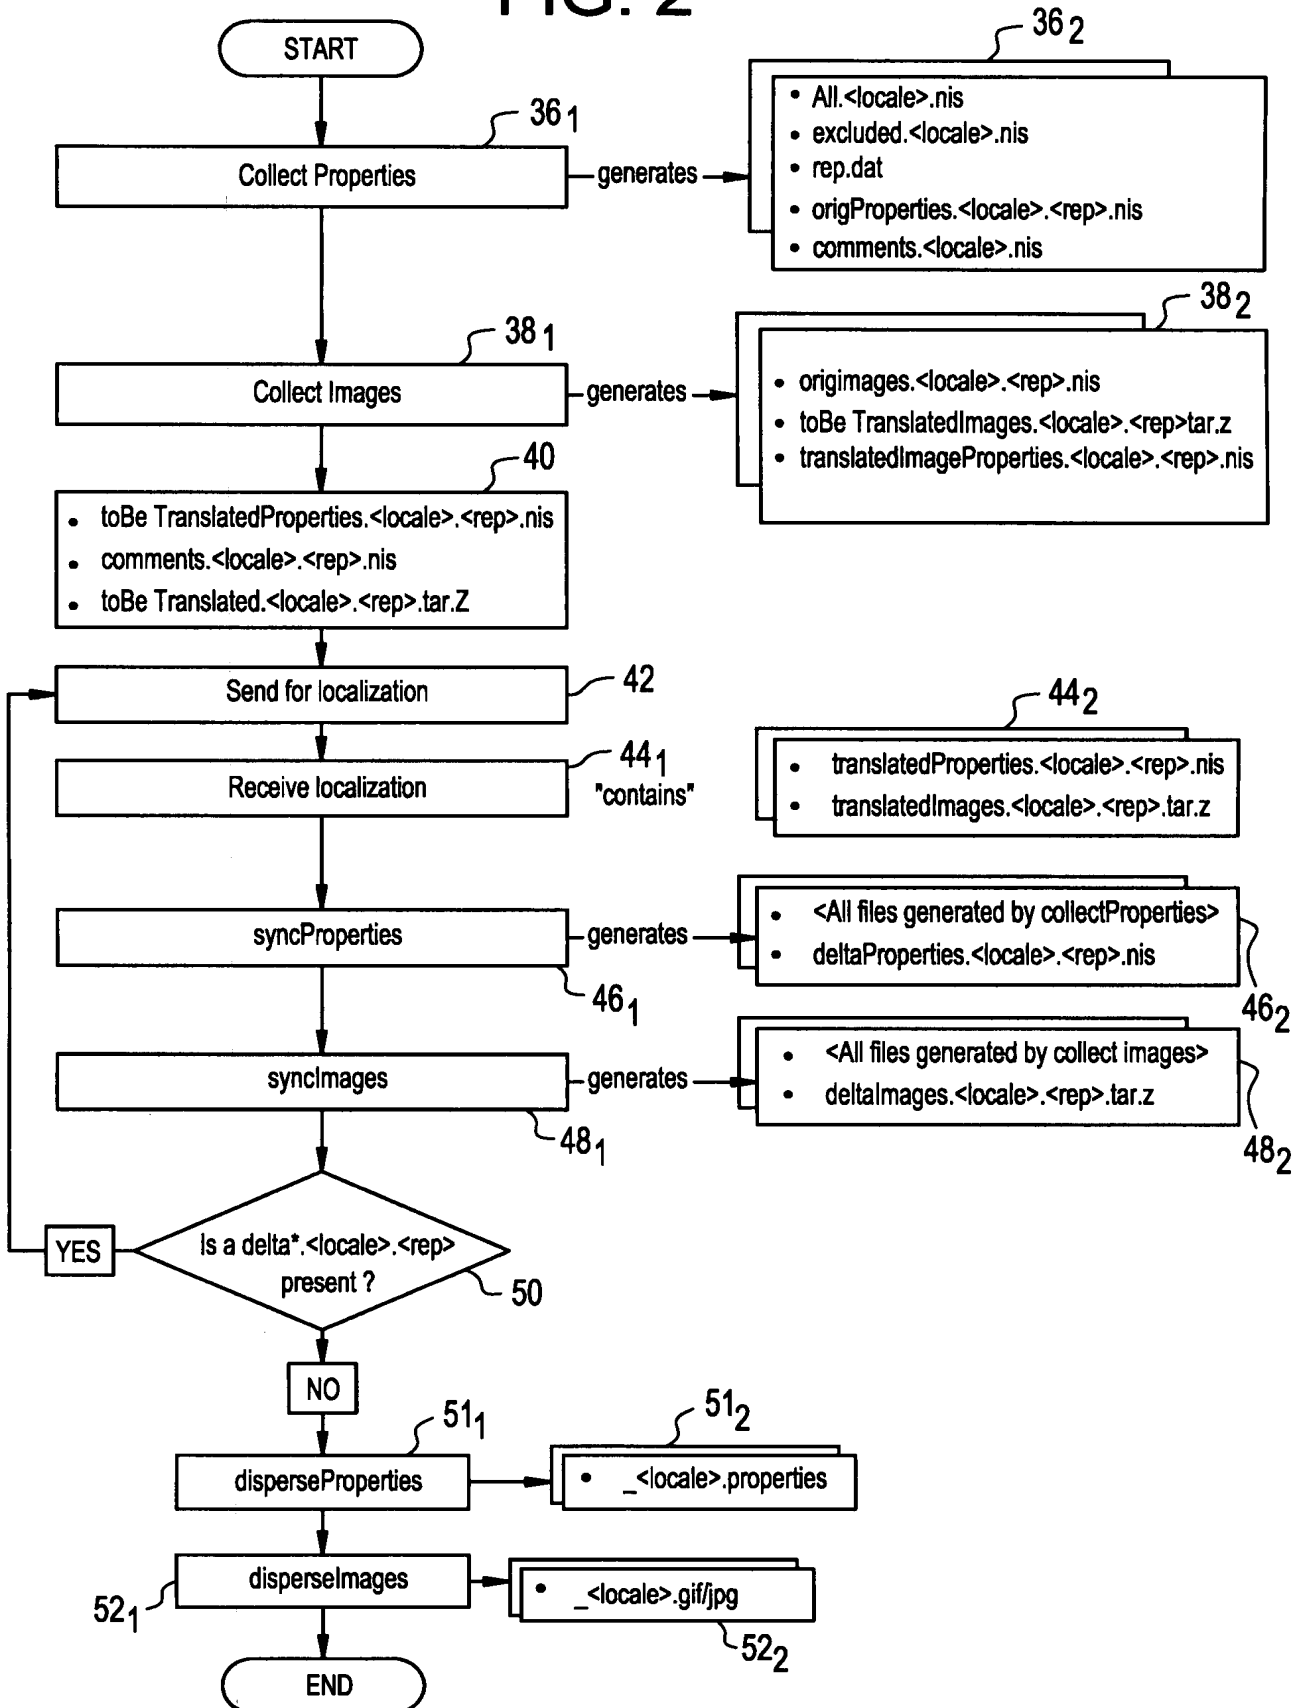 FIG. 2
START
36 2
All.<locale>.nis
excluded.<locale>.nis
rep.dat
origProperties.<locale>.<rep>.nis
comments.<locale>.nis
36 1
Collect Properties
generates
38 2
origimages.<locale>.<rep>.nis
toBe TranslatedImages.<locale>.<rep>tar.z
translatedImageProperties.<locale>.<rep>.nis
38 1
Collect Images
generates
40
toBe TranslatedProperties.<locale>.<rep>.nis
comments.<locale>.<rep>.nis
toBe Translated.<locale>.<rep>.tar.Z
Send for localization
42
44 1
Receive localization
"contains"
44 2
translatedProperties.<locale>.<rep>.nis
translatedImages.<locale>.<rep>.tar.z
syncProperties
generates
46 1
<All files generated by collectProperties>
deltaProperties.<locale>.<rep>.nis
46 2
syncImages
generates
48 1
<All files generated by collect images>
deltaImages.<locale>.<rep>.tar.z
48 2
YES
Is a delta*.<locale>.<rep>
present ?
50
NO
51 1
disperseProperties
51 2
_<locale>.properties
disperseImages
52 1
_<locale>.gif/jpg
52 2
END